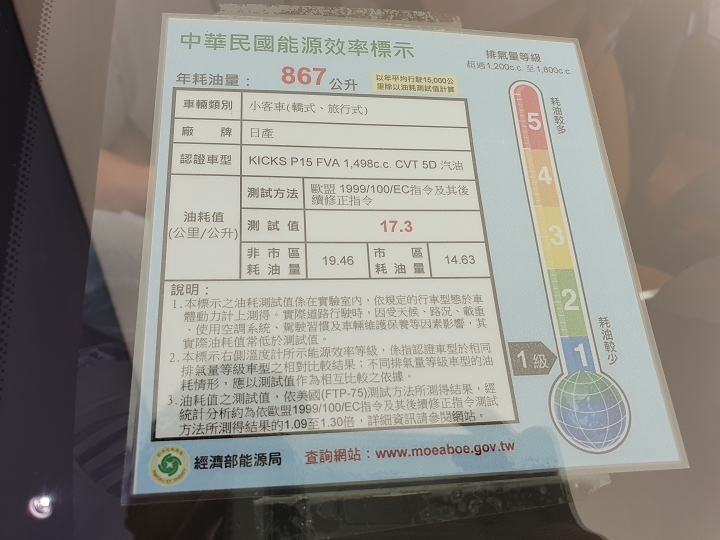 中華民國能源效率標示
年耗油量： 867公升
以年平均行駛15,000公
里除以油耗測試值計算
排氣量等級
超過1,200c.c. 至1,800c.c.
車輛類別 小客車(轎式、旅行式)
廠 牌 日產
認證車型 KICKS P15 FVA 1,498c.c. CVT 5D 汽油
油耗值
(公里/公升)
測試方法 歐盟 1999/100/EC指令及其後
續修正指令
測 試 值 17.3
非 市 區
耗 油 量 19.46
市 區
耗 油 量 14.63
說明：
1.本標示之油耗測試值係在實驗室內，依規定的行車型態於車
體動力計上測得。實際道路行駛時，因受天候、路況、載重
、使用空調系統、駕駛習慣及車輛維護保養等因素影響，其
實際油耗值常低於測試值。
2.本標示右側溫度計所示能源效率等級，係指認證車型於相同
排氣量等級車型之相對比較結果；不同排氣量等級車型的油
耗情形，應以測試值作為相互比較之依據。
3.油耗值之測試值，依美國(FTP-75)測試方法所測得結果，經
統計分析約為依歐盟1999/100/EC指令及其後續修正指令測試
方法所測得結果的1.09至1.30倍，詳細資訊請參閱網站。
耗油較多
5
4
3
2
1
耗油較少
1 級
經濟部能源局 查詢網站：www.moeaboe.gov.tw